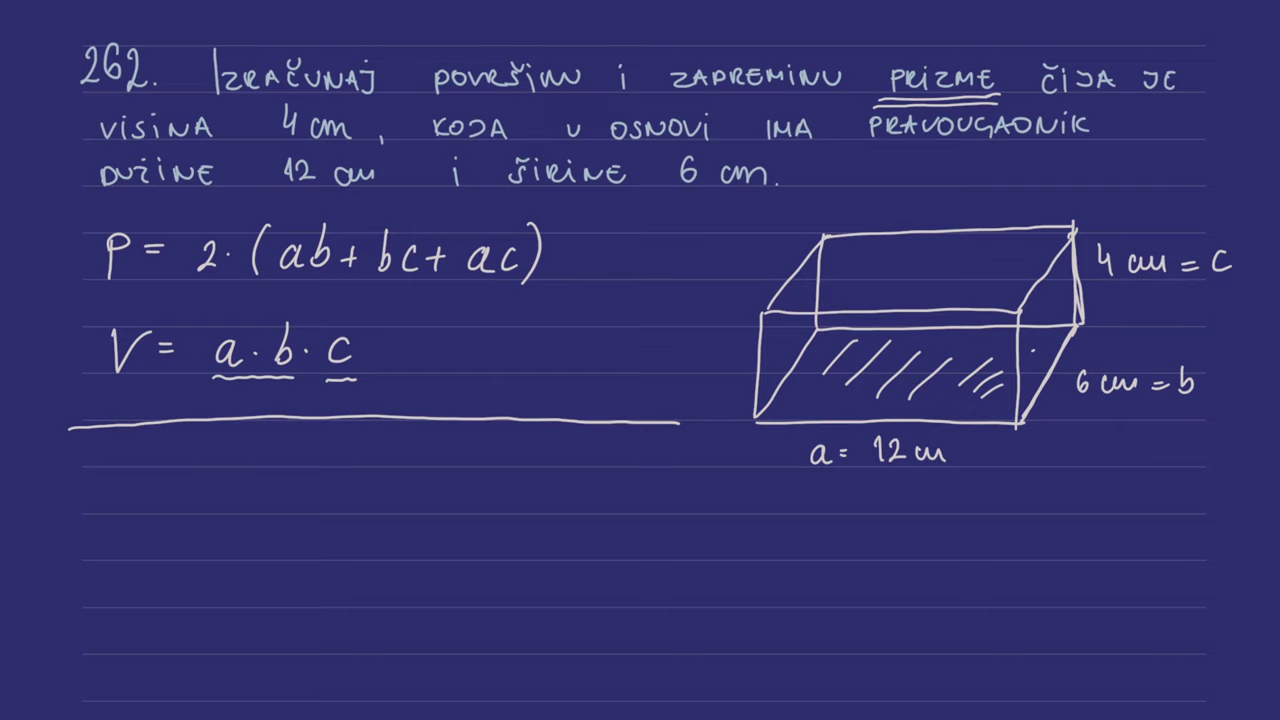 262. IZRAČUNAJ POVRŠINU I ZAPREMINU PRIZME ČIJA JE
VISINA 4 cm, KOJA U OSNOVI IMA PRAVOUGAONIK
DUŽINE 12 cm I ŠIRINE 6 cm.
P = 2·(ab + bc + ac)
4 cm = c
V = a·b·c
6 cm = b
a = 12 cm